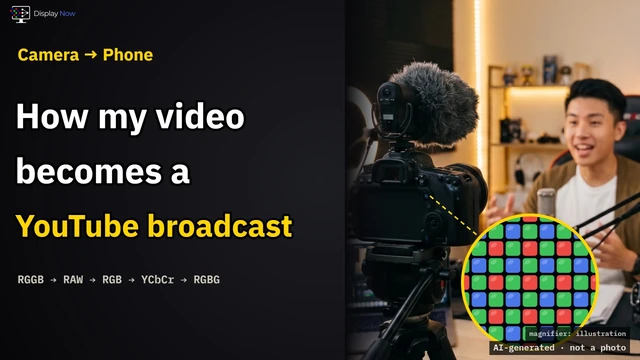 Display Now
Camera → Phone
How my video
becomes a
YouTube broadcast
RGGB → RAW → RGB → YCbCr → RGBG
magnifier: illustration
AI-generated · not a photo